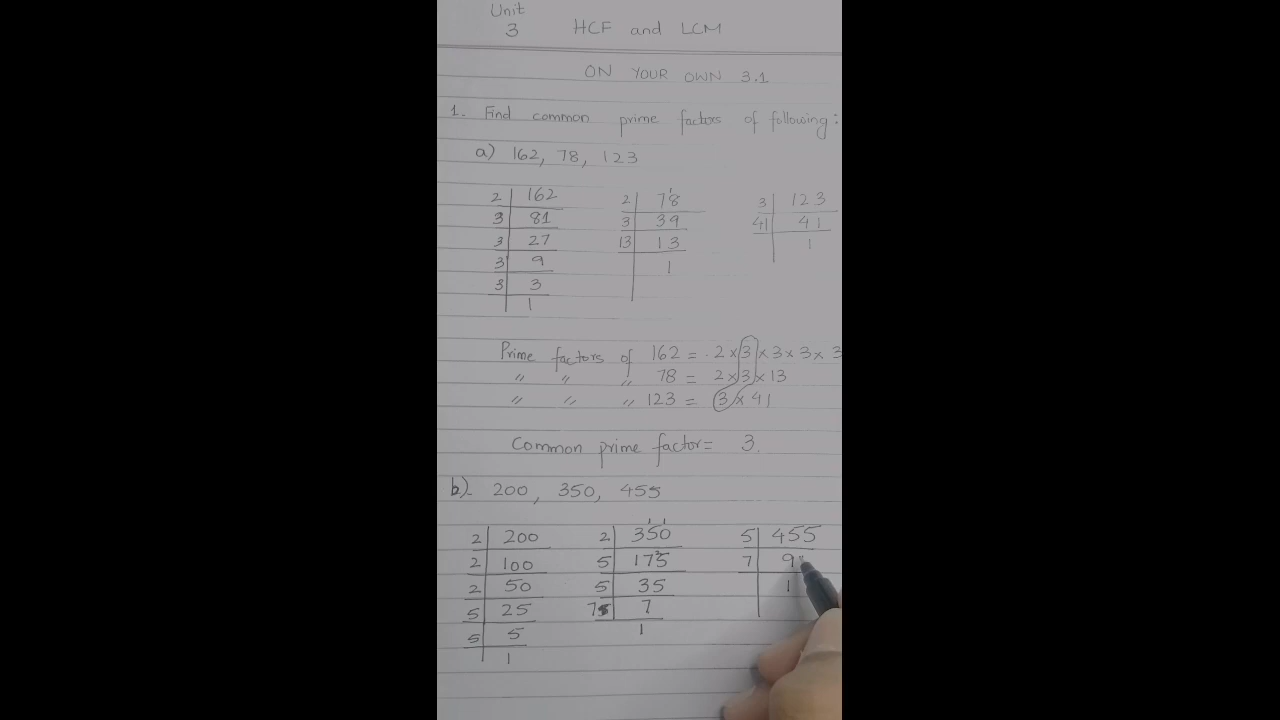 Unit
3 HCF and LCM
ON YOUR OWN 3.1
1. Find common prime factors of following:
a) 162, 78, 123
2 | 162   2 | 78   3 | 123
3 | 81   3 | 39   41 | 41
3 | 27   13 | 13   1
3 | 9   1
3 | 3
1
Prime factors of 162 = 2 × 3 × 3 × 3 × 3
" " " 78 = 2 × 3 × 13
" " " 123 = 3 × 41
Common prime factor = 3.
b). 200, 350, 455
2 | 200   2 | 350   5 | 455
2 | 100   5 | 175   7 | 9
2 | 50   5 | 35   1
5 | 25   7 | 7
5 | 5   1
1